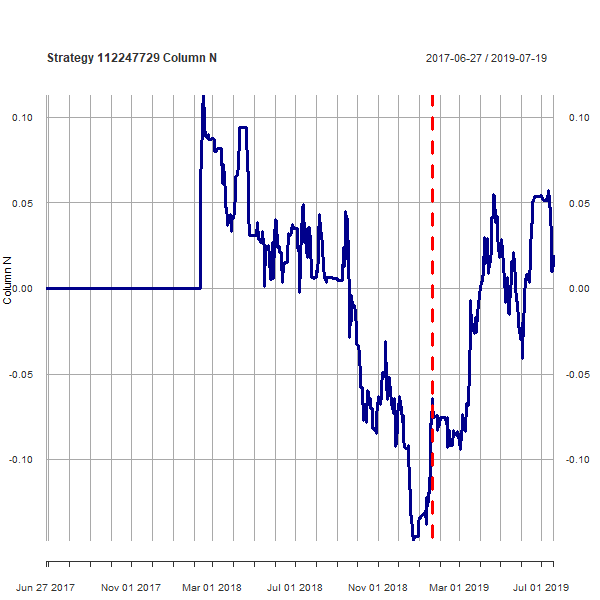 Strategy 112247729 Column N
2017-06-27 / 2019-07-19
0.10 0.10
0.05 0.05
0.00 0.00
-0.05 -0.05
-0.10 -0.10
Column N
Jun 27 2017 Nov 01 2017 Mar 01 2018 Jul 01 2018 Nov 01 2018 Mar 01 2019 Jul 01 2019